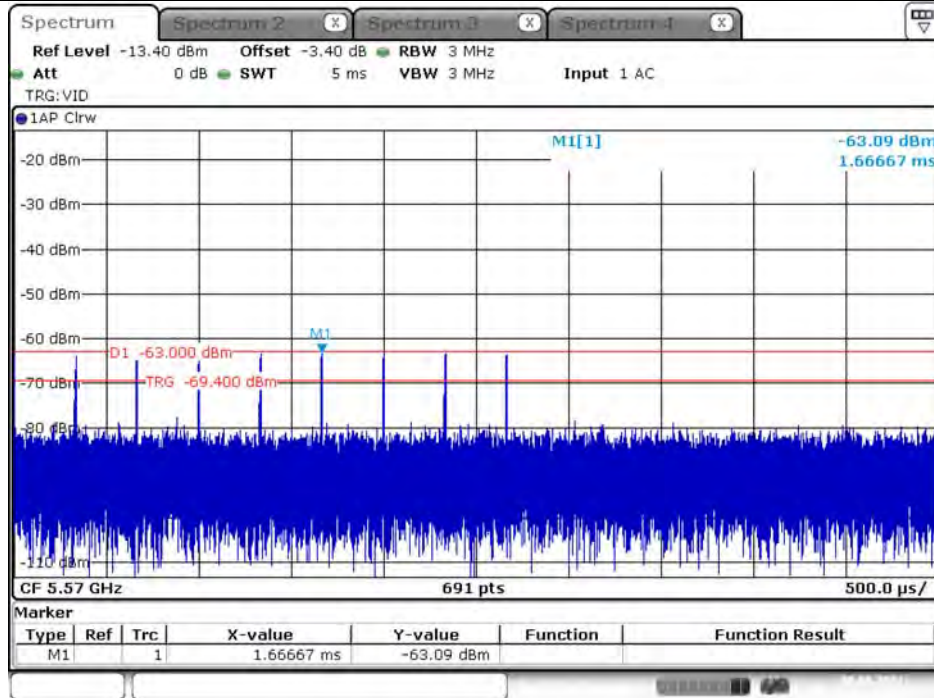 Spectrum Spectrum 2 X Spectrum 3 X Spectrum 4 X
Ref Level -13.40 dBm Offset -3.40 dB RBW 3 MHz
Att 0 dB SWT 5 ms VBW 3 MHz Input 1 AC
TRG:VID
1AP Clrw
M1[1] -63.09 dBm
1.66667 ms
-20 dBm
-30 dBm
-40 dBm
-50 dBm
-60 dBm
M1
D1 -63.000 dBm
-70 dBm
TRG -69.400 dBm
-80 dBm
-110 dBm
CF 5.57 GHz 691 pts 500.0 µs/
Marker
Type Ref Trc X-value Y-value Function Function Result
M1 1 1.66667 ms -63.09 dBm